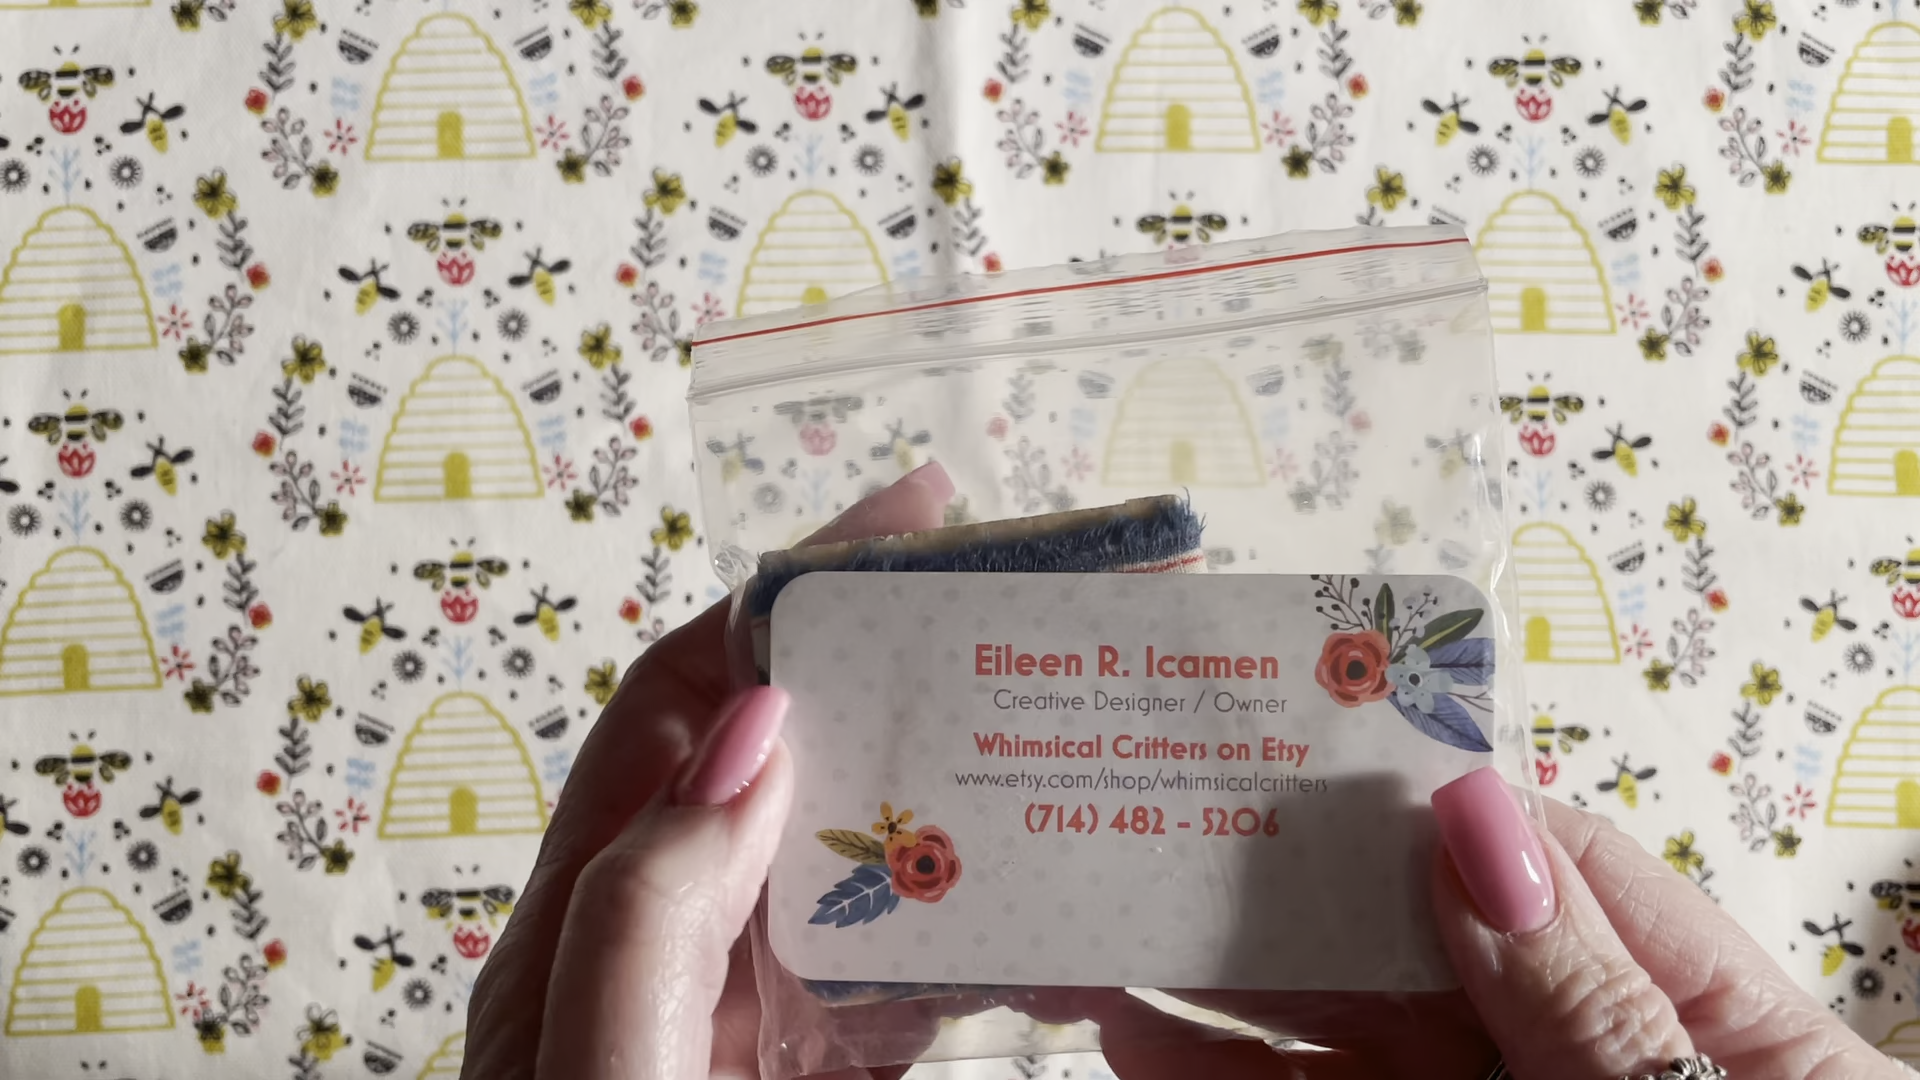 Eileen R. Icamen
Creative Designer / Owner
Whimsical Critters on Etsy
www.etsy.com/shop/whimsicalcritters
(714) 482 - 5206